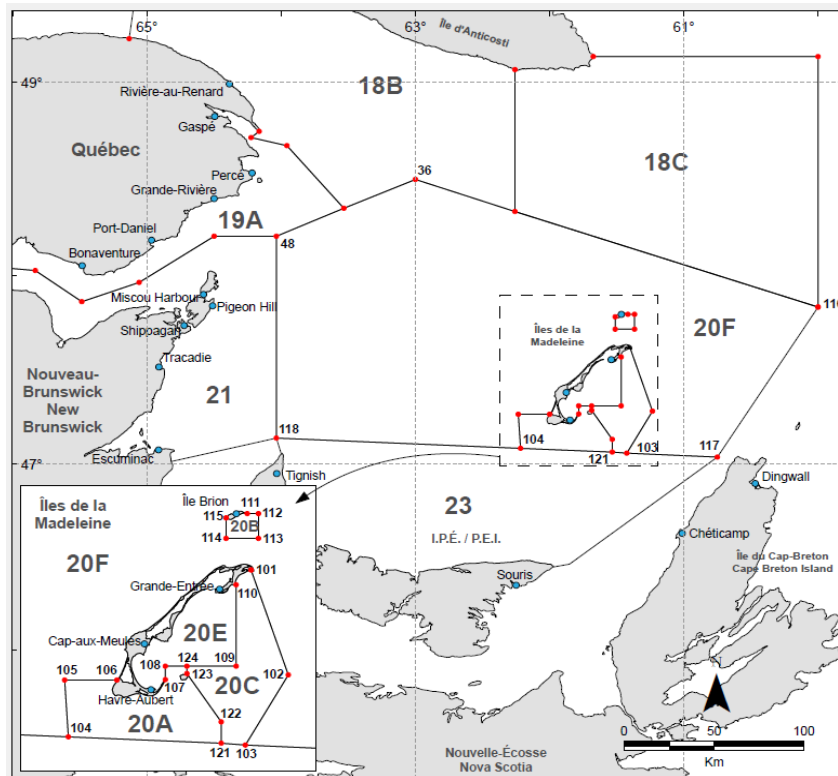 65°
63°
61°
Île d'Anticosti
49°
18B
Rivière-au-Renard
Gaspé
Québec
18C
Percé
36
Grande-Rivière
19A
Port-Daniel
48
Bonaventure
Miscou Harbour
Pigeon Hill
116
Shippagan
Îles de la
Madeleine
20F
Tracadie
Nouveau-
Brunswick
New
Brunswick
21
118
104
103
121
117
Escuminac
47°
Tignish
Dingwall
23
I.P.É. / P.E.I.
Chéticamp
Île du Cap-Breton
Cape Breton Island
Souris
Îles de la
Madeleine
Île Brion
111
112
115
20B
114
113
20F
101
Grande-Entrée
110
20E
Cap-aux-Meules
108
124
109
105
106
107
123
20C
102
Havre-Aubert
104
20A
122
121
103
Nouvelle-Écosse
Nova Scotia
0
50
100
Km